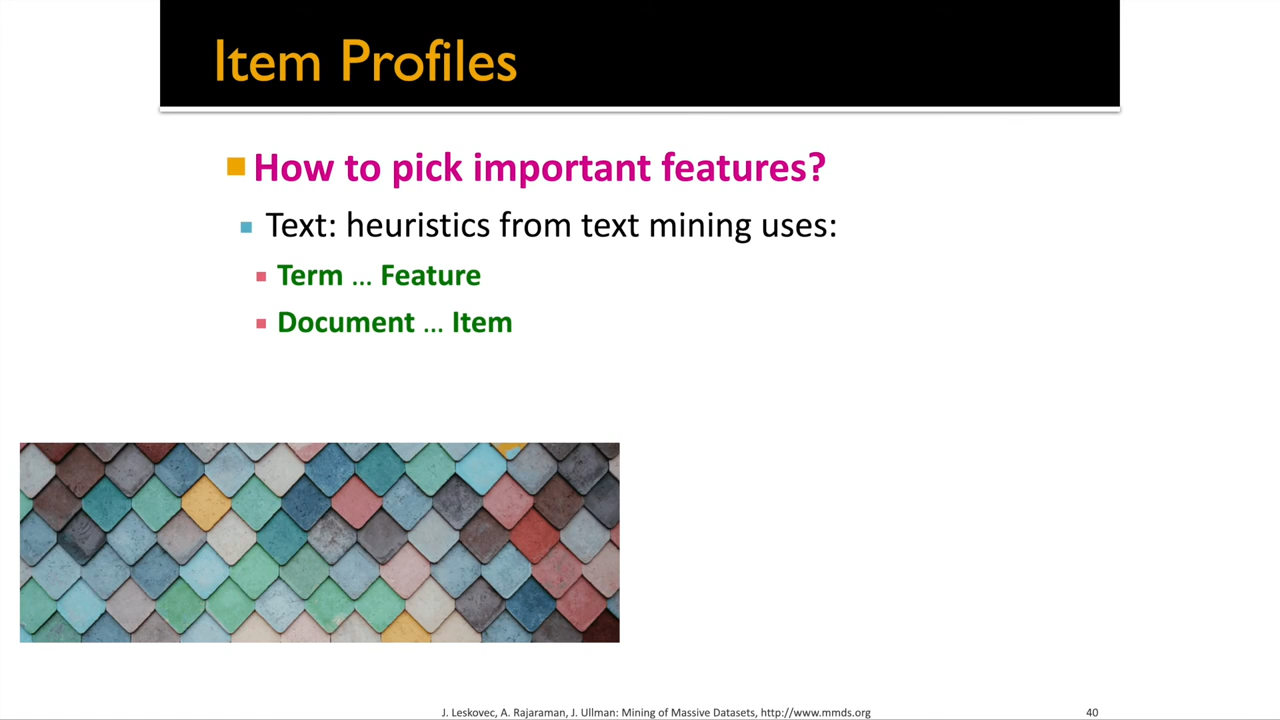 Item Profiles
How to pick important features?
Text: heuristics from text mining uses:
Term ... Feature
Document ... Item
J. Leskovec, A. Rajaraman, J. Ullman: Mining of Massive Datasets, http://www.mmds.org
40